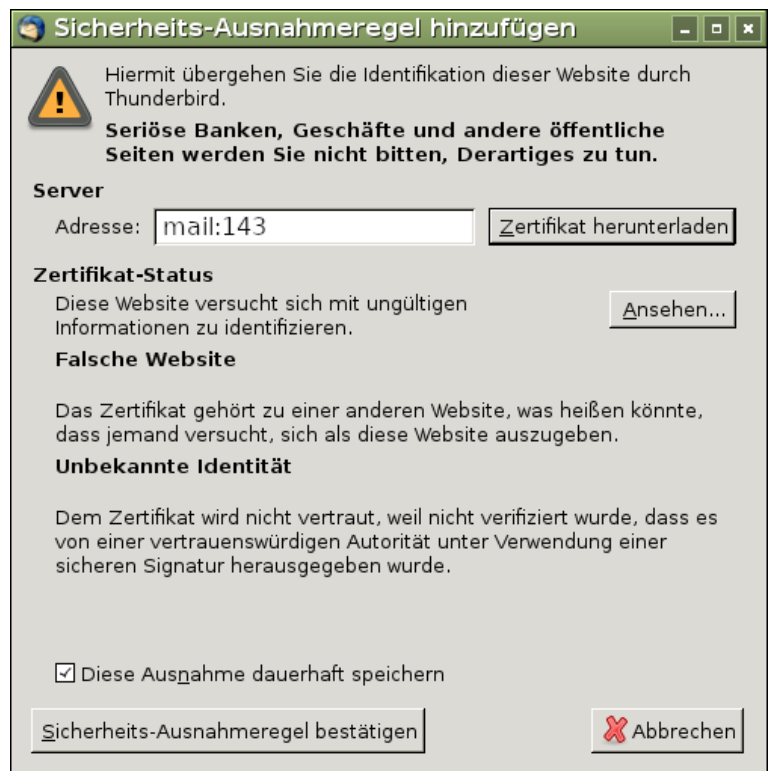 Sicherheits-Ausnahmeregel hinzufügen
Hiermit übergehen Sie die Identifikation dieser Website durch
Thunderbird.
Seriöse Banken, Geschäfte und andere öffentliche
Seiten werden Sie nicht bitten, Derartiges zu tun.
Server
Adresse: mail:143 Zertifikat herunterladen
Zertifikat-Status
Diese Website versucht sich mit ungültigen
Informationen zu identifizieren.
Ansehen...
Falsche Website
Das Zertifikat gehört zu einer anderen Website, was heißen könnte,
dass jemand versucht, sich als diese Website auszugeben.
Unbekannte Identität
Dem Zertifikat wird nicht vertraut, weil nicht verifiziert wurde, dass es
von einer vertrauenswürdigen Autorität unter Verwendung einer
sicheren Signatur herausgegeben wurde.
Diese Ausnahme dauerhaft speichern
Sicherheits-Ausnahmeregel bestätigen Abbrechen